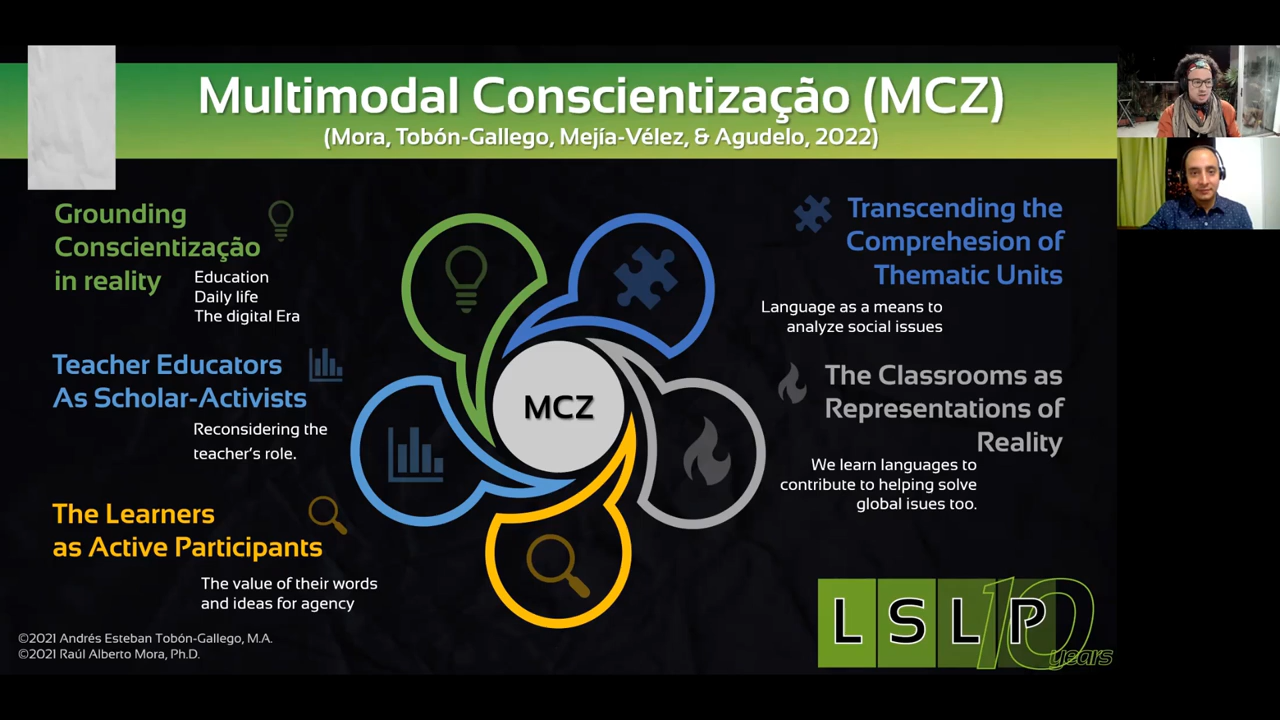 Multimodal Conscientização (MCZ)
(Mora, Tobón-Gallego, Mejía-Vélez, & Agudelo, 2022)
Grounding
Conscientização
in reality
Education
Daily life
The digital Era
Teacher Educators
As Scholar-Activists
Reconsidering the
teacher's role.
The Learners
as Active Participants
The value of their words
and ideas for agency
MCZ
Transcending the
Comprehesion of
Thematic Units
Language as a means to
analyze social issues
The Classrooms as
Representations of
Reality
We learn languages to
contribute to helping solve
global isues too.
©2021 Andrés Esteban Tobón-Gallego, M.A.
©2021 Raúl Alberto Mora, Ph.D.
LSLP
10
years